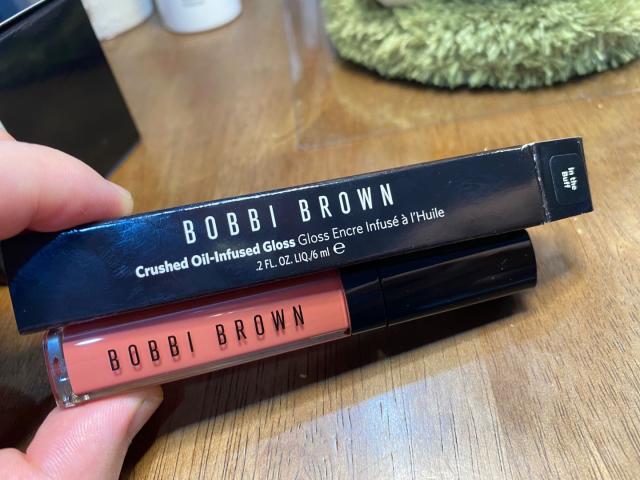 In the
Buff
BOBBI BROWN
Crushed Oil-Infused Gloss Gloss Encre Infusé à l'Huile
.2 FL. OZ. LIQ./6 ml ℮
BOBBI BROWN